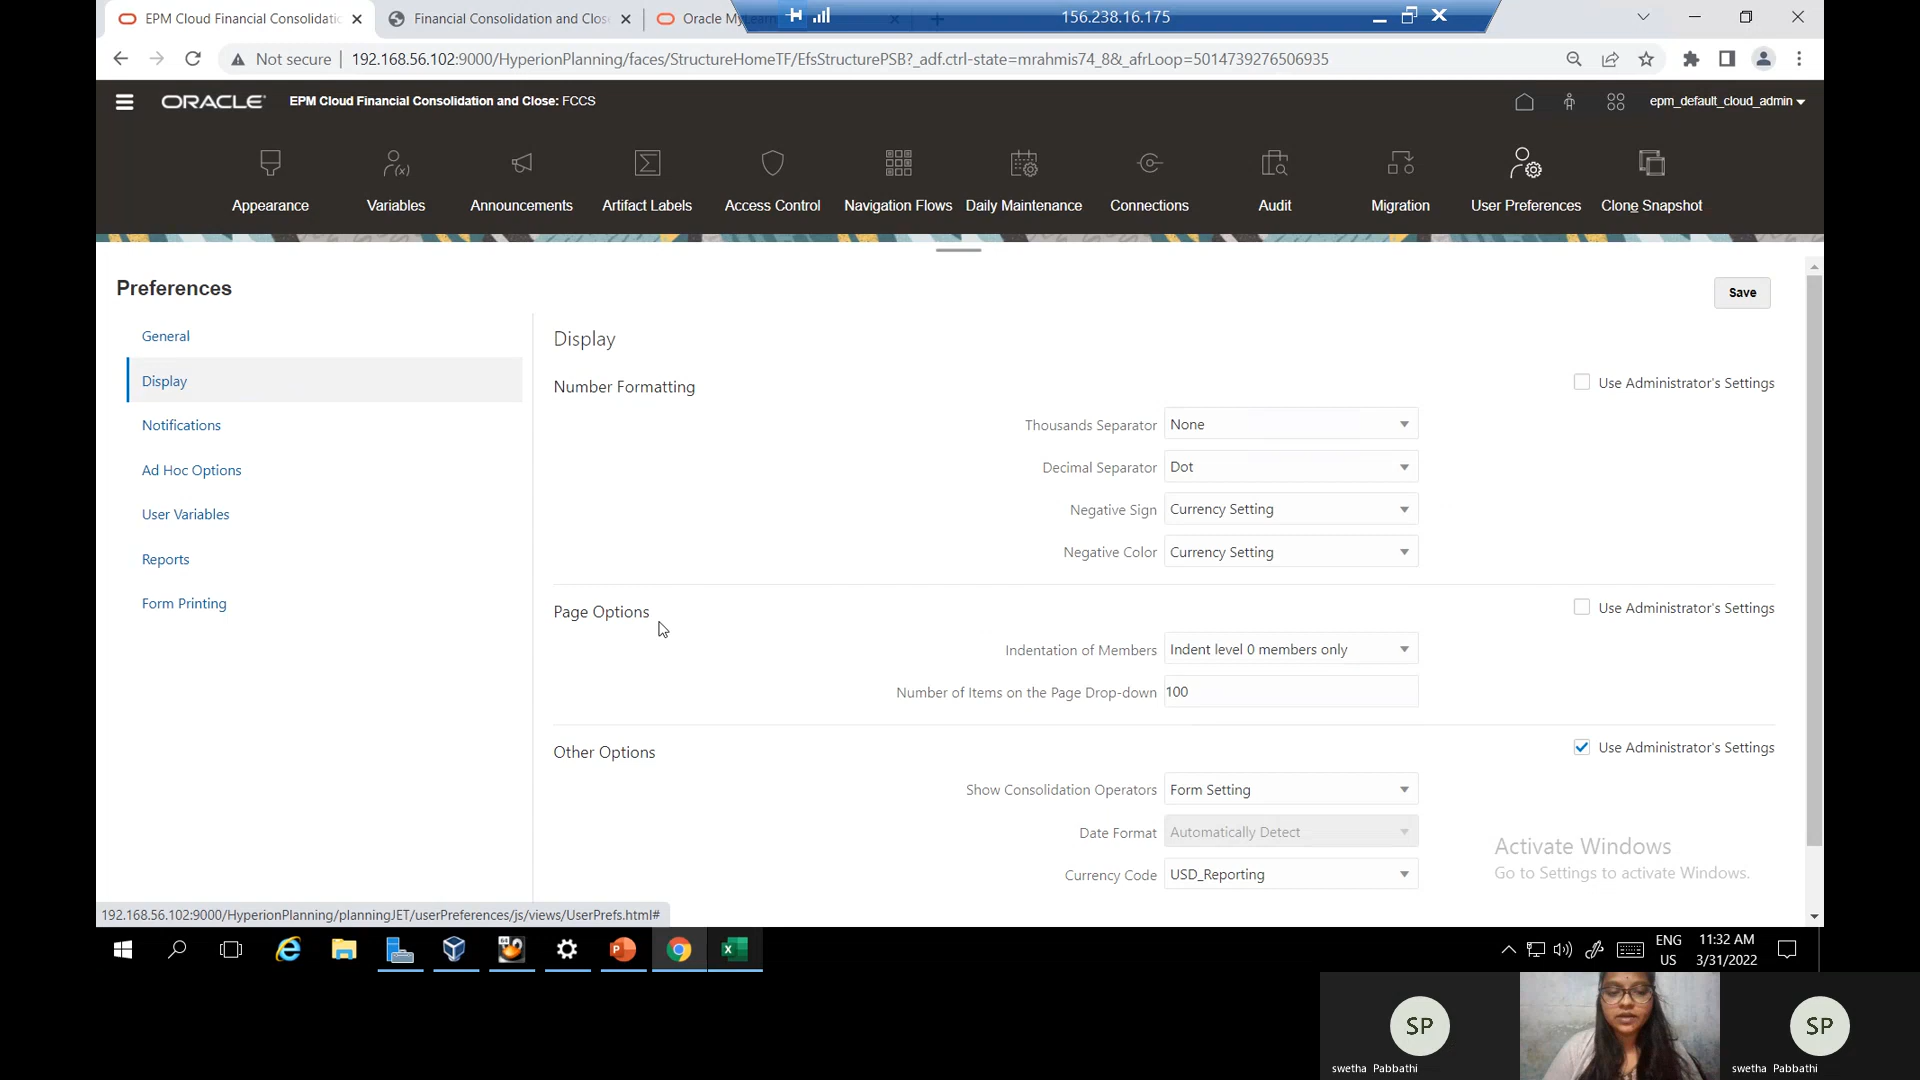 EPM Cloud Financial Consolidatio
Financial Consolidation and Close
Oracle MyLearn
156.238.16.175
Not secure
192.168.56.102:9000/HyperionPlanning/faces/StructureHomeTF/EfsStructurePSB?_adf.ctrl-state=mrahmis74_8&_afrLoop=5014739276506935
ORACLE
EPM Cloud Financial Consolidation and Close: FCCS
epm_default_cloud_admin
Appearance
Variables
Announcements
Artifact Labels
Access Control
Navigation Flows
Daily Maintenance
Connections
Audit
Migration
User Preferences
Clone Snapshot
Preferences
Save
General
Display
Notifications
Ad Hoc Options
User Variables
Reports
Form Printing
Display
Number Formatting
Use Administrator's Settings
Thousands Separator None
Decimal Separator Dot
Negative Sign Currency Setting
Negative Color Currency Setting
Page Options
Use Administrator's Settings
Indentation of Members Indent level 0 members only
Number of Items on the Page Drop-down 100
Other Options
Use Administrator's Settings
Show Consolidation Operators Form Setting
Date Format Automatically Detect
Currency Code USD_Reporting
Activate Windows
Go to Settings to activate Windows.
192.168.56.102:9000/HyperionPlanning/planningJET/userPreferences/js/views/UserPrefs.html#
ENG
US
11:32 AM
3/31/2022
SP
swetha Pabbathi
SP
swetha Pabbathi